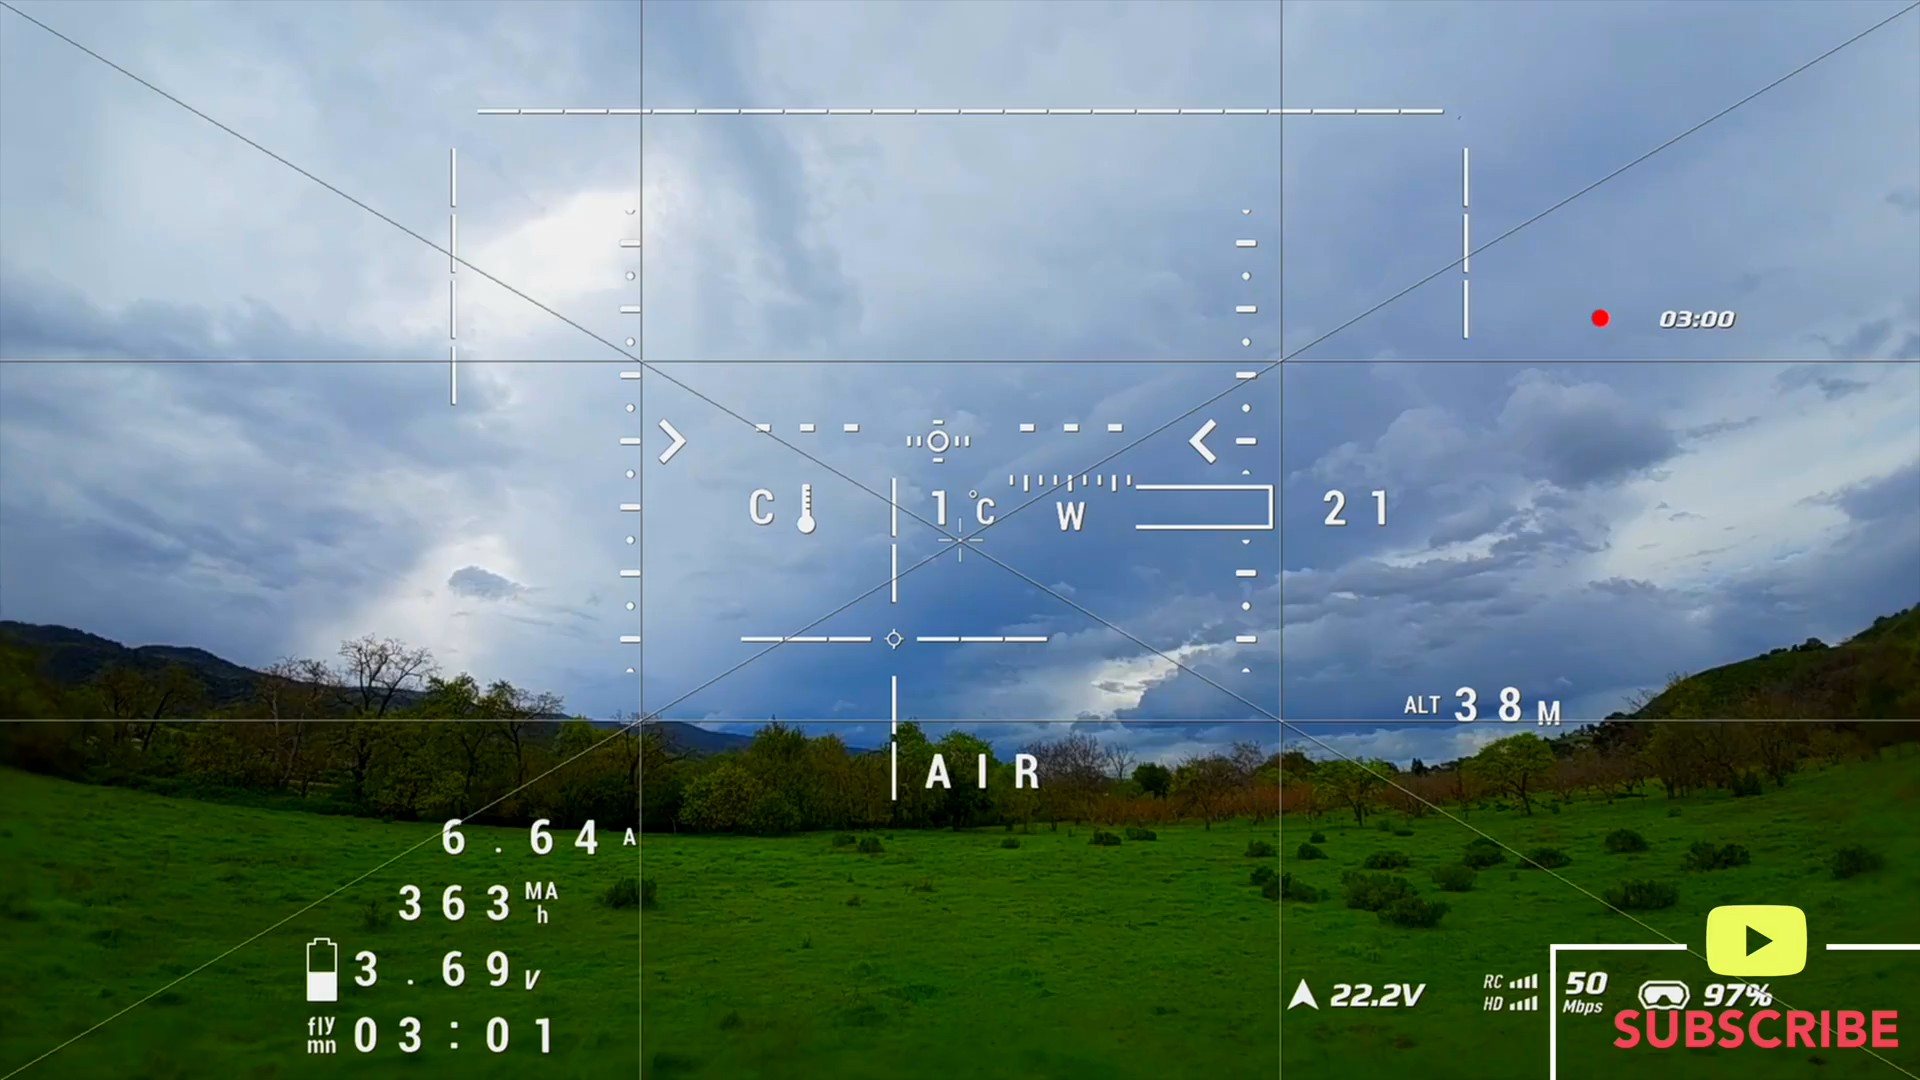 03:00
C 1 °C W 21
ALT 38 M
AIR
6.64 A
363 MAh
3.69 V
fly mn 03:01
22.2V
RC
HD
50 Mbps
97%
SUBSCRIBE